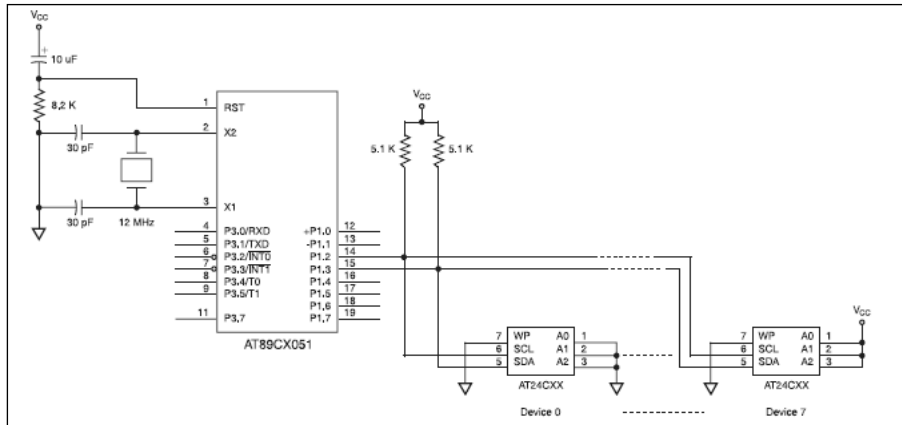 VCC
+
10 uF
8,2 K
30 pF
30 pF
12 MHz
1 RST
2 X2
3 X1
4 P3.0/RXD +P1.0 12
5 P3.1/TXD -P1.1 13
6 P3.2/INT0 P1.2 14
7 P3.3/INT1 P1.3 15
8 P3.4/T0 P1.4 16
9 P3.5/T1 P1.5 17
P1,6 18
11 P3,7 P1,7 19
AT89CX051
VCC
5.1 K 5.1 K
7 WP A0 1
6 SCL A1 2
5 SDA A2 3
AT24CXX
Device 0
VCC
7 WP A0 1
6 SCL A1 2
5 SDA A2 3
AT24CXX
Device 7